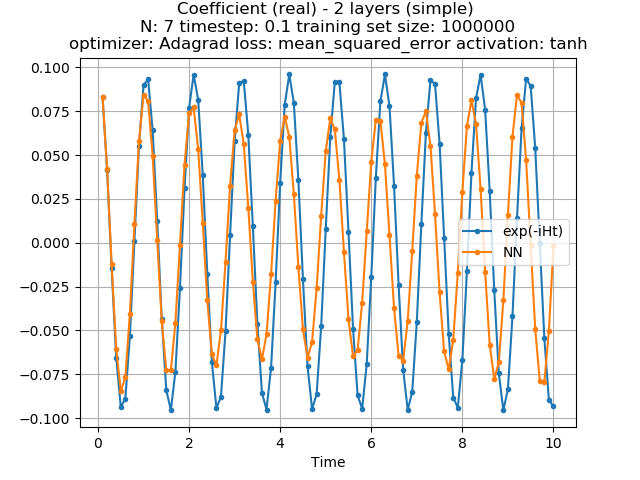 Coefficient (real) - 2 layers (simple)
N: 7 timestep: 0.1 training set size: 1000000
optimizer: Adagrad loss: mean_squared_error activation: tanh
0.100
0.075
0.050
0.025
0.000
−0.025
−0.050
−0.075
−0.100
exp(-iHt)
NN
0 2 4 6 8 10
Time